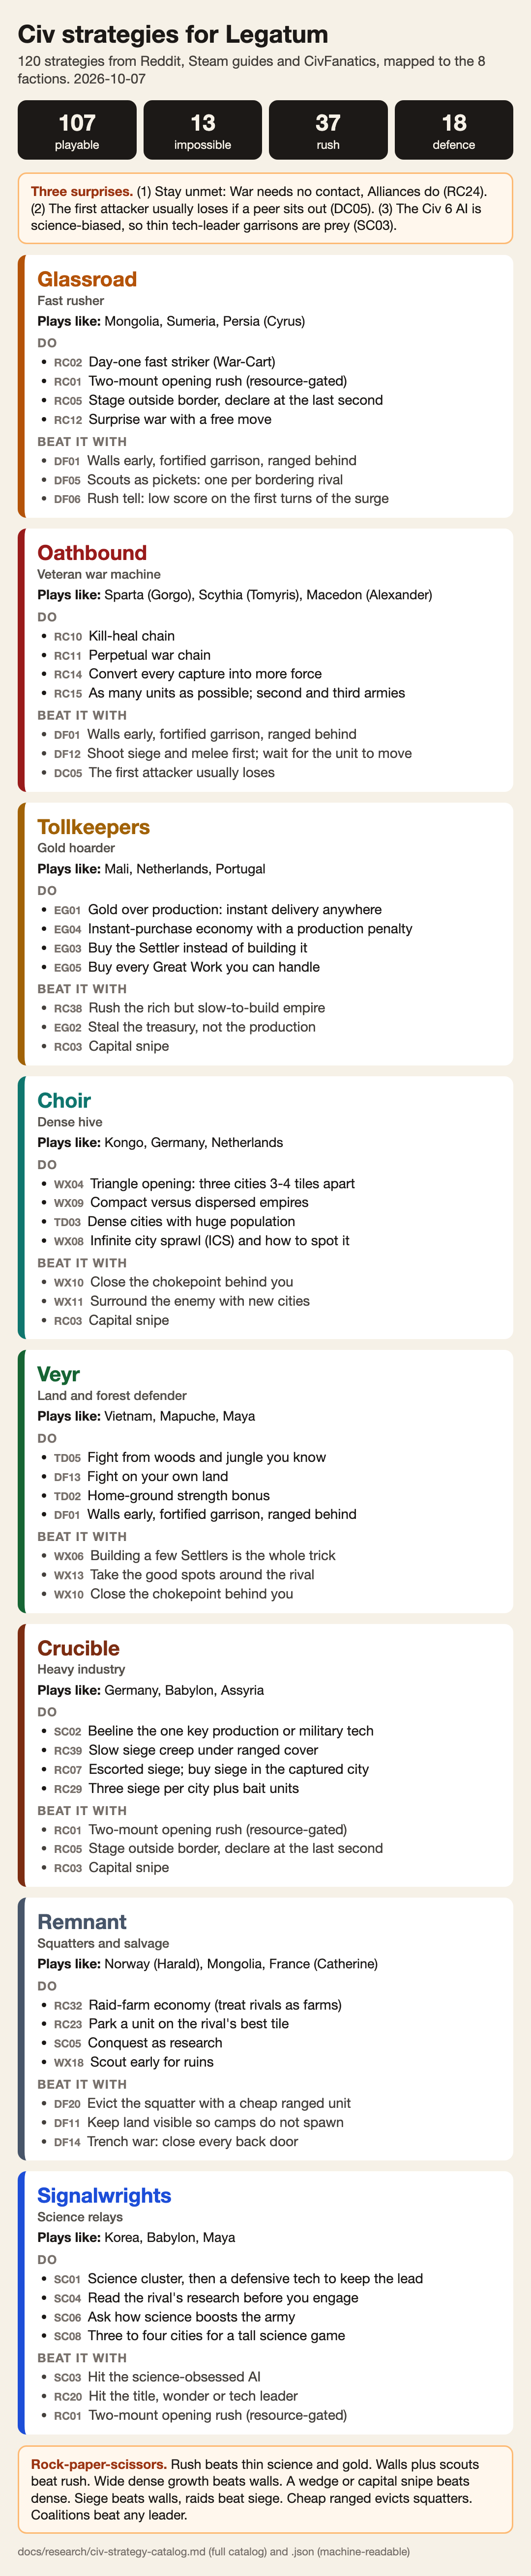 Civ strategies for Legatum
120 strategies from Reddit, Steam guides and CivFanatics, mapped to the 8
factions. 2026-10-07
107
playable
13
impossible
37
rush
18
defence
Three surprises. (1) Stay unmet: War needs no contact, Alliances do (RC24).
(2) The first attacker usually loses if a peer sits out (DC05). (3) The Civ 6 AI is
science-biased, so thin tech-leader garrisons are prey (SC03).
Glassroad
Fast rusher
Plays like: Mongolia, Sumeria, Persia (Cyrus)
DO
• RC02 Day-one fast striker (War-Cart)
• RC01 Two-mount opening rush (resource-gated)
• RC05 Stage outside border, declare at the last second
• RC12 Surprise war with a free move
BEAT IT WITH
• DF01 Walls early, fortified garrison, ranged behind
• DF05 Scouts as pickets: one per bordering rival
• DF06 Rush tell: low score on the first turns of the surge
Oathbound
Veteran war machine
Plays like: Sparta (Gorgo), Scythia (Tomyris), Macedon (Alexander)
DO
• RC10 Kill-heal chain
• RC11 Perpetual war chain
• RC14 Convert every capture into more force
• RC15 As many units as possible; second and third armies
BEAT IT WITH
• DF01 Walls early, fortified garrison, ranged behind
• DF12 Shoot siege and melee first; wait for the unit to move
• DC05 The first attacker usually loses
Tollkeepers
Gold hoarder
Plays like: Mali, Netherlands, Portugal
DO
• EG01 Gold over production: instant delivery anywhere
• EG04 Instant-purchase economy with a production penalty
• EG03 Buy the Settler instead of building it
• EG05 Buy every Great Work you can handle
BEAT IT WITH
• RC38 Rush the rich but slow-to-build empire
• EG02 Steal the treasury, not the production
• RC03 Capital snipe
Choir
Dense hive
Plays like: Kongo, Germany, Netherlands
DO
• WX04 Triangle opening: three cities 3-4 tiles apart
• WX09 Compact versus dispersed empires
• TD03 Dense cities with huge population
• WX08 Infinite city sprawl (ICS) and how to spot it
BEAT IT WITH
• WX10 Close the chokepoint behind you
• WX11 Surround the enemy with new cities
• RC03 Capital snipe
Veyr
Land and forest defender
Plays like: Vietnam, Mapuche, Maya
DO
• TD05 Fight from woods and jungle you know
• DF13 Fight on your own land
• TD02 Home-ground strength bonus
• DF01 Walls early, fortified garrison, ranged behind
BEAT IT WITH
• WX06 Building a few Settlers is the whole trick
• WX13 Take the good spots around the rival
• WX10 Close the chokepoint behind you
Crucible
Heavy industry
Plays like: Germany, Babylon, Assyria
DO
• SC02 Beeline the one key production or military tech
• RC39 Slow siege creep under ranged cover
• RC07 Escorted siege; buy siege in the captured city
• RC29 Three siege per city plus bait units
BEAT IT WITH
• RC01 Two-mount opening rush (resource-gated)
• RC05 Stage outside border, declare at the last second
• RC03 Capital snipe
Remnant
Squatters and salvage
Plays like: Norway (Harald), Mongolia, France (Catherine)
DO
• RC32 Raid-farm economy (treat rivals as farms)
• RC23 Park a unit on the rival's best tile
• SC05 Conquest as research
• WX18 Scout early for ruins
BEAT IT WITH
• DF20 Evict the squatter with a cheap ranged unit
• DF11 Keep land visible so camps do not spawn
• DF14 Trench war: close every back door
Signalwrights
Science relays
Plays like: Korea, Babylon, Maya
DO
• SC01 Science cluster, then a defensive tech to keep the lead
• SC04 Read the rival's research before you engage
• SC06 Ask how science boosts the army
• SC08 Three to four cities for a tall science game
BEAT IT WITH
• SC03 Hit the science-obsessed AI
• RC20 Hit the title, wonder or tech leader
• RC01 Two-mount opening rush (resource-gated)
Rock-paper-scissors. Rush beats thin science and gold. Walls plus scouts
beat rush. Wide dense growth beats walls. A wedge or capital snipe beats
dense. Siege beats walls, raids beat siege. Cheap ranged evicts squatters.
Coalitions beat any leader.
docs/research/civ-strategy-catalog.md (full catalog) and .json (machine-readable)